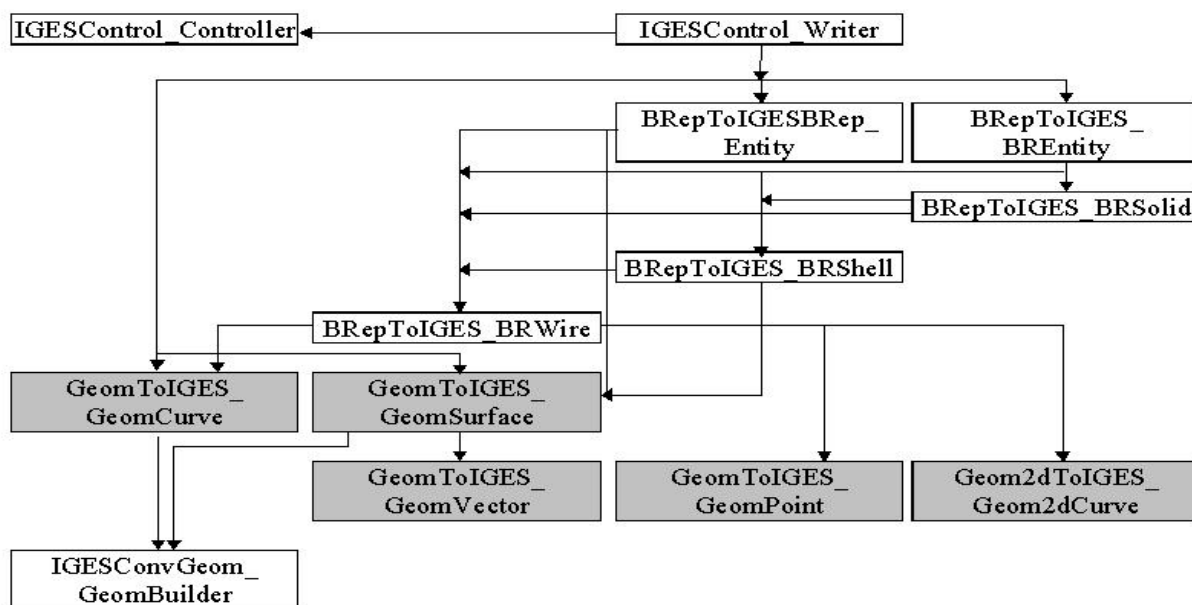 IGESControl_Controller
IGESControl_Writer
BRepToIGESBRep_
Entity
BRepToIGES_
BREntity
BRepToIGES_BRSolid
BRepToIGES_BRShell
BRepToIGES_BRWire
GeomToIGES_
GeomCurve
GeomToIGES_
GeomSurface
GeomToIGES_
GeomVector
GeomToIGES_
GeomPoint
Geom2dToIGES_
Geom2dCurve
IGESConvGeom_
GeomBuilder